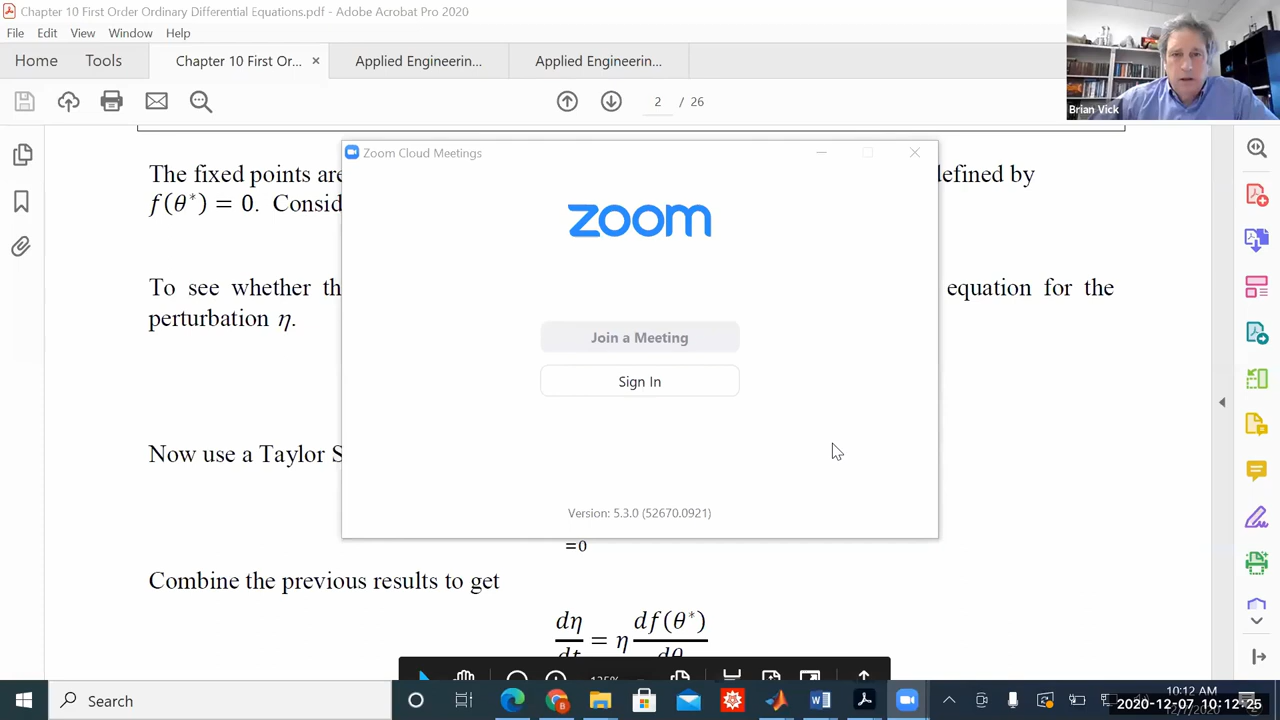 Chapter 10 First Order Ordinary Differential Equations.pdf - Adobe Acrobat Pro 2020
File Edit View Window Help
Home Tools Chapter 10 First Or... × Applied Engineerin... Applied Engineerin...
2 / 26
Brian Vick
Zoom Cloud Meetings
The fixed points are defined by
f(θ*) = 0. Consid
zoom
To see whether th equation for the
perturbation η.
Join a Meeting
Sign In
Now use a Taylor S
Version: 5.3.0 (52670.0921)
=0
Combine the previous results to get
dη/dt = η df(θ*)/dθ
Search
10:12 AM
2020-12-07 10:12:25